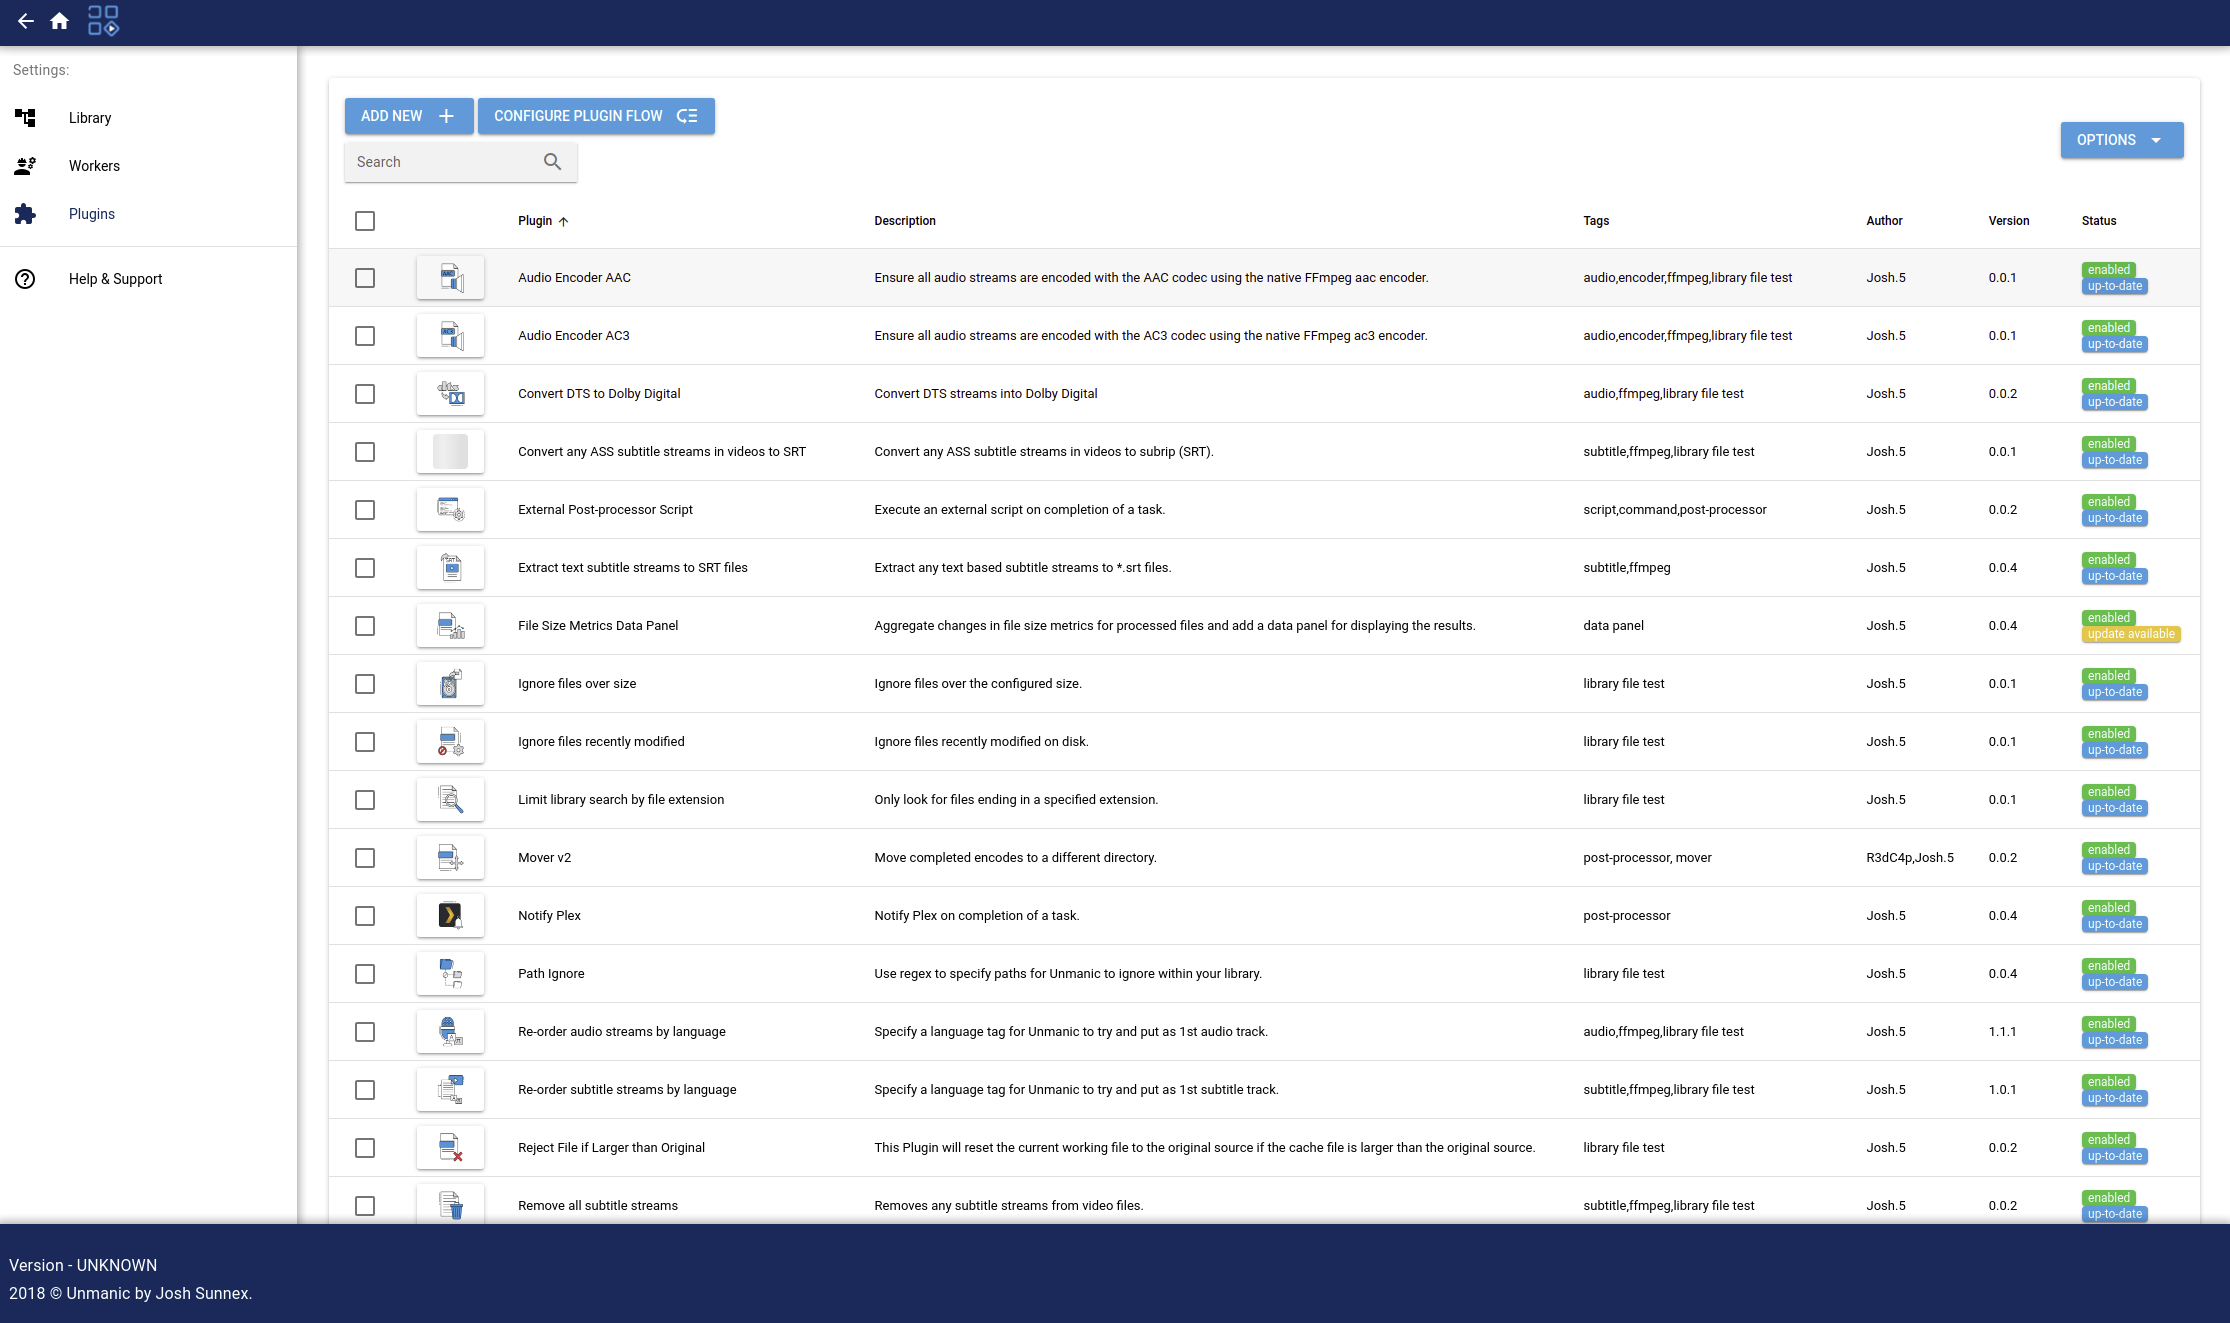 Settings:
Library
Workers
Plugins
Help & Support
ADD NEW
CONFIGURE PLUGIN FLOW
Search
OPTIONS
Plugin Description Tags Author Version Status
Audio Encoder AAC Ensure all audio streams are encoded with the AAC codec using the native FFmpeg aac encoder. audio,encoder,ffmpeg,library file test Josh.5 0.0.1 enabled up-to-date
Audio Encoder AC3 Ensure all audio streams are encoded with the AC3 codec using the native FFmpeg ac3 encoder. audio,encoder,ffmpeg,library file test Josh.5 0.0.1 enabled up-to-date
Convert DTS to Dolby Digital Convert DTS streams into Dolby Digital audio,ffmpeg,library file test Josh.5 0.0.2 enabled up-to-date
Convert any ASS subtitle streams in videos to SRT Convert any ASS subtitle streams in videos to subrip (SRT). subtitle,ffmpeg,library file test Josh.5 0.0.1 enabled up-to-date
External Post-processor Script Execute an external script on completion of a task. script,command,post-processor Josh.5 0.0.2 enabled up-to-date
Extract text subtitle streams to SRT files Extract any text based subtitle streams to *.srt files. subtitle,ffmpeg Josh.5 0.0.4 enabled up-to-date
File Size Metrics Data Panel Aggregate changes in file size metrics for processed files and add a data panel for displaying the results. data panel Josh.5 0.0.4 enabled update available
Ignore files over size Ignore files over the configured size. library file test Josh.5 0.0.1 enabled up-to-date
Ignore files recently modified Ignore files recently modified on disk. library file test Josh.5 0.0.1 enabled up-to-date
Limit library search by file extension Only look for files ending in a specified extension. library file test Josh.5 0.0.1 enabled up-to-date
Mover v2 Move completed encodes to a different directory. post-processor, mover R3dC4p,Josh.5 0.0.2 enabled up-to-date
Notify Plex Notify Plex on completion of a task. post-processor Josh.5 0.0.4 enabled up-to-date
Path Ignore Use regex to specify paths for Unmanic to ignore within your library. library file test Josh.5 0.0.4 enabled up-to-date
Re-order audio streams by language Specify a language tag for Unmanic to try and put as 1st audio track. audio,ffmpeg,library file test Josh.5 1.1.1 enabled up-to-date
Re-order subtitle streams by language Specify a language tag for Unmanic to try and put as 1st subtitle track. subtitle,ffmpeg,library file test Josh.5 1.0.1 enabled up-to-date
Reject File if Larger than Original This Plugin will reset the current working file to the original source if the cache file is larger than the original source. library file test Josh.5 0.0.2 enabled up-to-date
Remove all subtitle streams Removes any subtitle streams from video files. subtitle,ffmpeg,library file test Josh.5 0.0.2 enabled up-to-date
Version - UNKNOWN
2018 © Unmanic by Josh Sunnex.